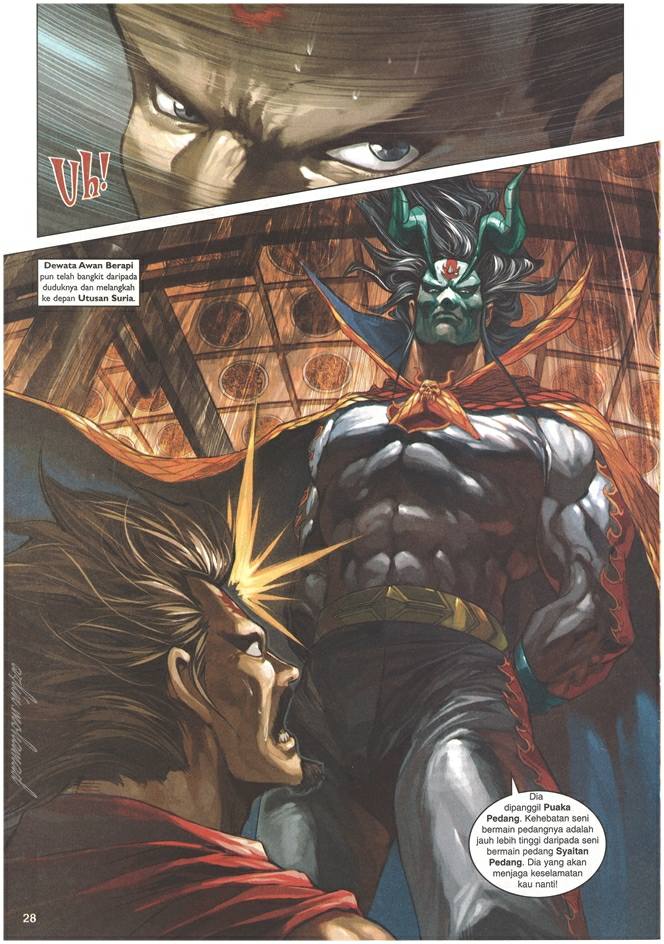 Uh!
Dewata Awan Berapi
pun telah bangkit daripada
duduknya dan melangkah
ke depan Utusan Suria.
Dia
dipanggil Puaka
Pedang. Kehebatan seni
bermain pedangnya adalah
jauh lebih tinggi daripada seni
bermain pedang Syaitan
Pedang. Dia yang akan
menjaga keselamatan
kau nanti!
28